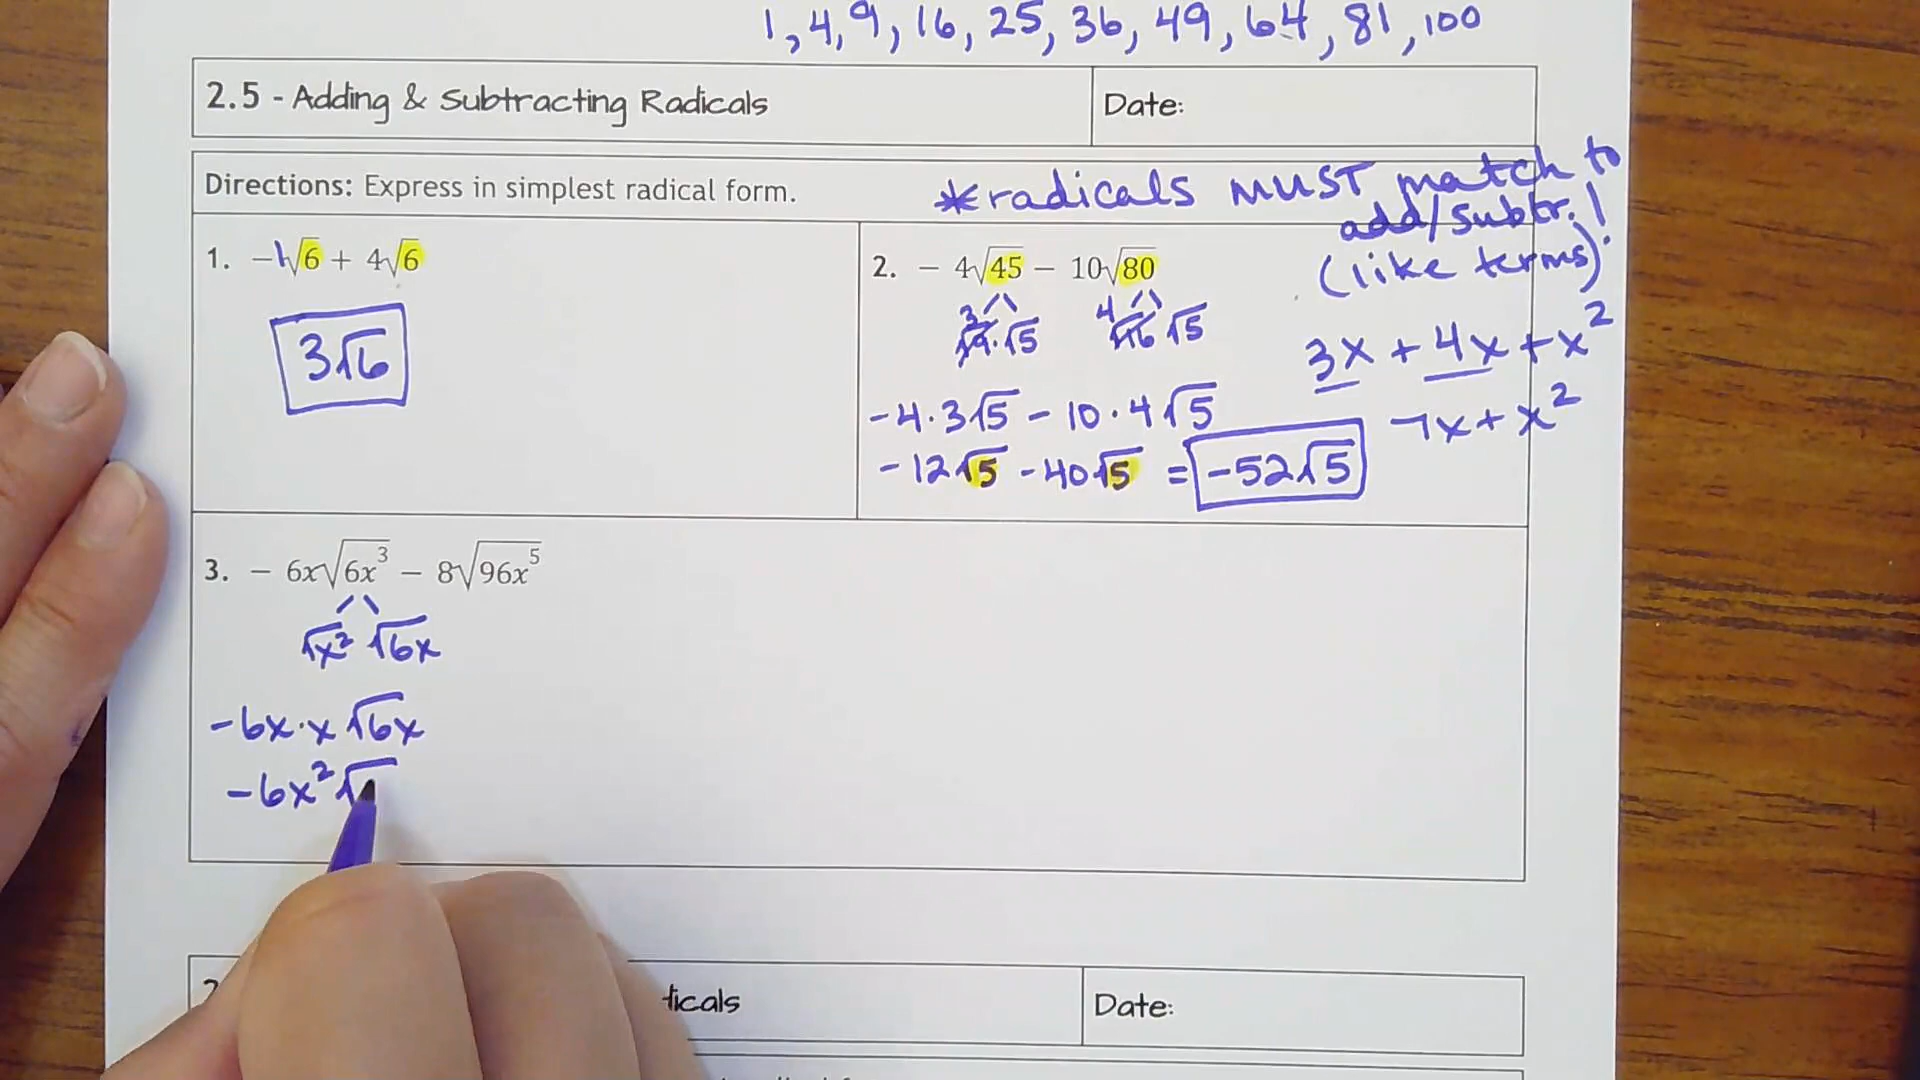 1, 4, 9, 16, 25, 36, 49, 64, 81, 100
2.5 - Adding & Subtracting Radicals
Date:
Directions: Express in simplest radical form.
*radicals MUST match to
add/subtr.!
(like terms)
1. -1√6 + 4√6
3√6
2. - 4√45 - 10√80
3 4
√9·√5 √16 √5
-4·3√5 - 10·4√5
-12√5 -40√5 = -52√5
3x + 4x + x²
7x + x²
3. - 6x√6x³ - 8√96x⁵
√x² √6x
-6x·x√6x
-6x²√
ticals
Date: